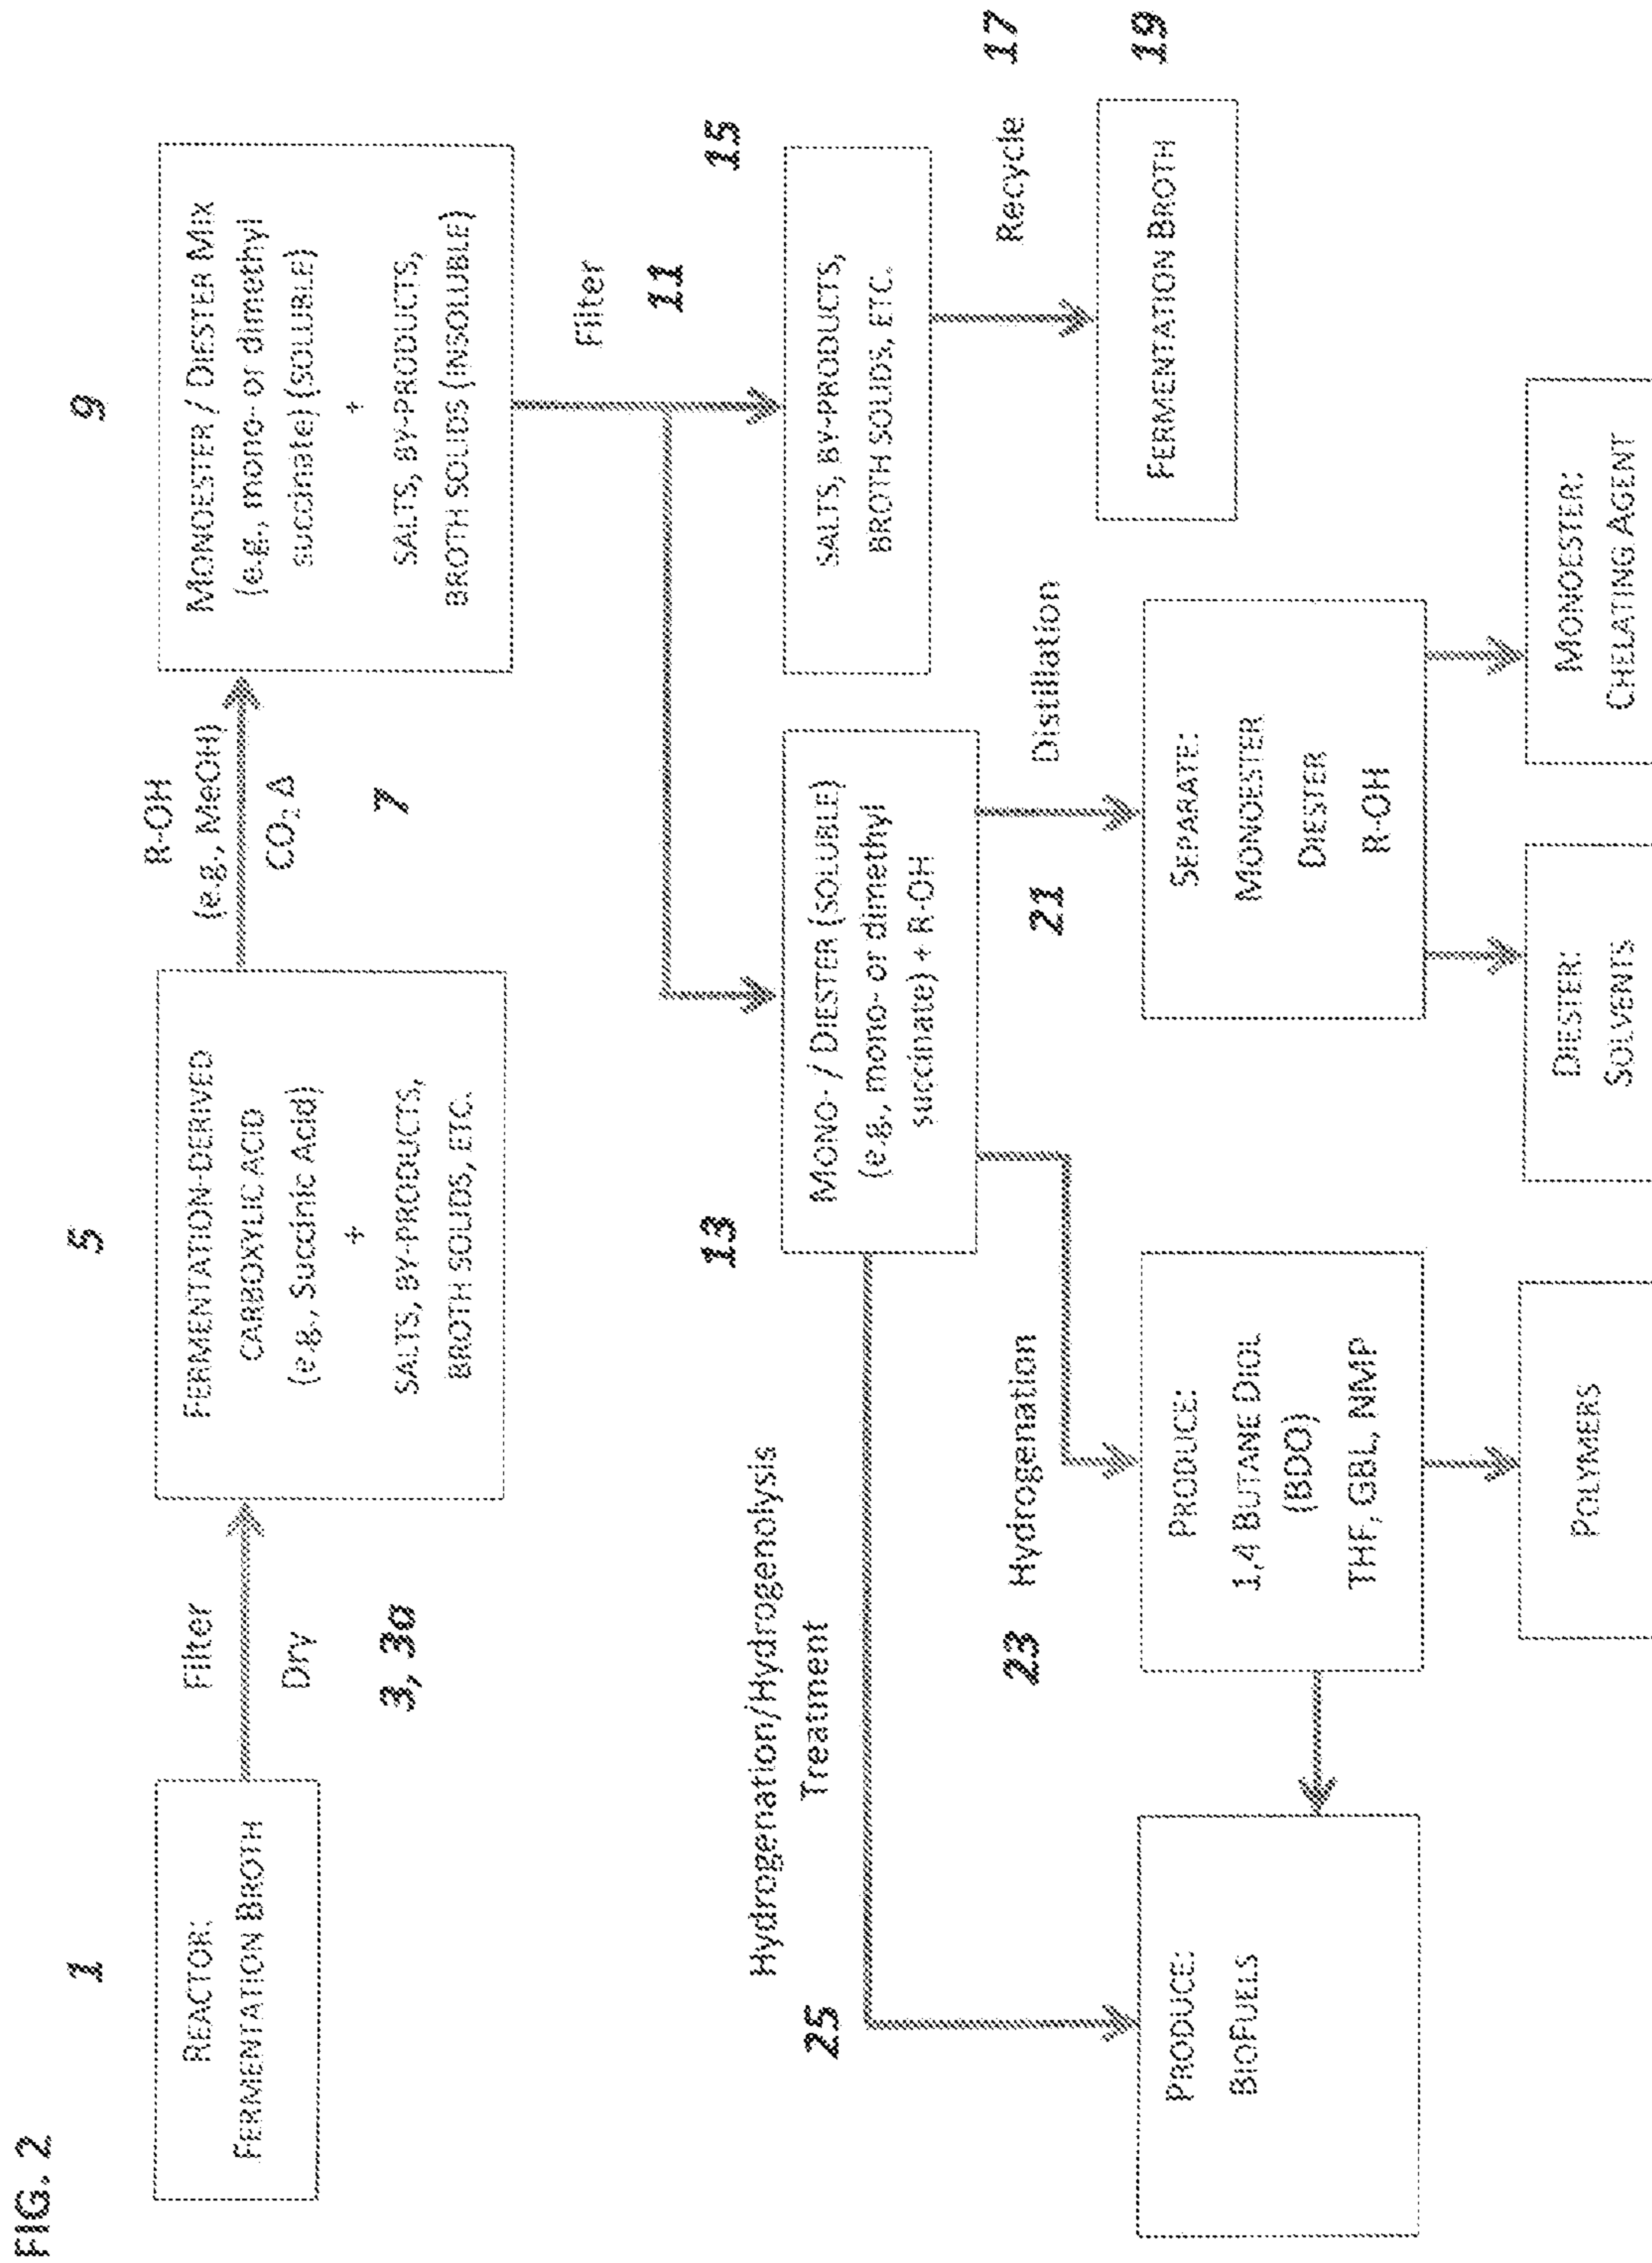 FIG. 2
1
REACTOR:
FERMENTATION BROTH
Filter
Dry
3, 3a
5
FERMENTATION-DERIVED
CARBOXYLIC ACID
(e.g., Succinic Acid)
+
SALTS, BY-PRODUCTS,
BROTH SOLIDS, ETC.
R-OH
(e.g., MeOH)
CO₂ Δ
7
9
MONOESTER / DIESTER MIX
(e.g., mono- or dimethyl
succinate) (SOLUBLE)
+
SALTS, BY-PRODUCTS,
BROTH SOLIDS (INSOLUBLE)
Filter
11
Hydrogenation/Hydrogenolysis
Treatment
25
13
MONO- / DIESTER (SOLUBLE)
(e.g., mono- or dimethyl
succinate) + R-OH
15
SALTS, BY-PRODUCTS,
BROTH SOLIDS, ETC.
Recycle
17
FERMENTATION BROTH
19
23
Hydrogenation
21
Distillation
PRODUCE:
BIOFUELS
PRODUCE:
1,4 BUTANE DIOL
(BDO)
THF, GBL, NMP
SEPARATE:
MONOESTER
DIESTER
R-OH
POLYMERS
DIESTER:
SOLVENTS
MONOESTER:
CHELATING AGENT